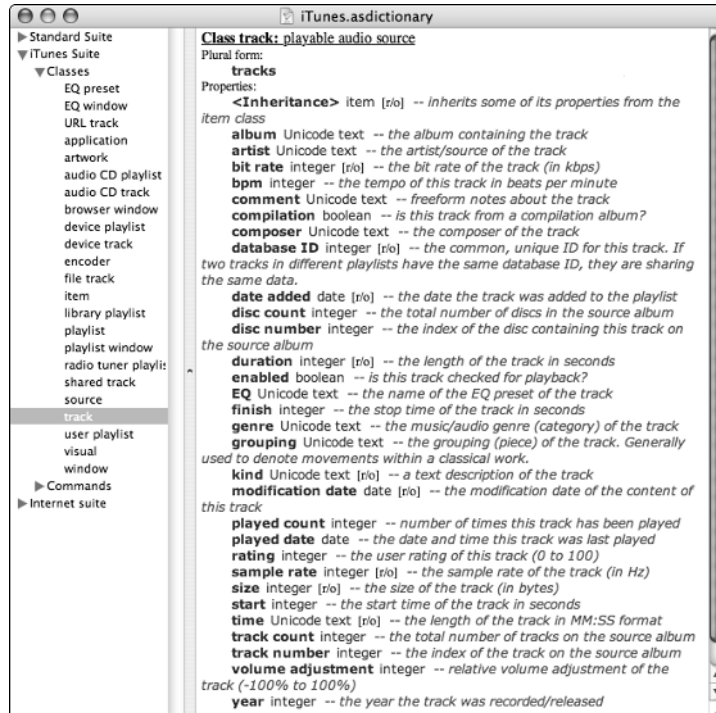 iTunes.asdictionary
Standard Suite
iTunes Suite
Classes
EQ preset
EQ window
URL track
application
artwork
audio CD playlist
audio CD track
browser window
device playlist
device track
encoder
file track
item
library playlist
playlist
playlist window
radio tuner playlis
shared track
source
track
user playlist
visual
window
Commands
Internet suite
Class track: playable audio source
Plural form:
tracks
Properties:
<Inheritance> item [r/o] -- inherits some of its properties from the
item class
album Unicode text -- the album containing the track
artist Unicode text -- the artist/source of the track
bit rate integer [r/o] -- the bit rate of the track (in kbps)
bpm integer -- the tempo of this track in beats per minute
comment Unicode text -- freeform notes about the track
compilation boolean -- is this track from a compilation album?
composer Unicode text -- the composer of the track
database ID integer [r/o] -- the common, unique ID for this track. If
two tracks in different playlists have the same database ID, they are sharing
the same data.
date added date [r/o] -- the date the track was added to the playlist
disc count integer -- the total number of discs in the source album
disc number integer -- the index of the disc containing this track on
the source album
duration integer [r/o] -- the length of the track in seconds
enabled boolean -- is this track checked for playback?
EQ Unicode text -- the name of the EQ preset of the track
finish integer -- the stop time of the track in seconds
genre Unicode text -- the music/audio genre (category) of the track
grouping Unicode text -- the grouping (piece) of the track. Generally
used to denote movements within a classical work.
kind Unicode text [r/o] -- a text description of the track
modification date date [r/o] -- the modification date of the content of
this track
played count integer -- number of times this track has been played
played date date -- the date and time this track was last played
rating integer -- the user rating of this track (0 to 100)
sample rate integer [r/o] -- the sample rate of the track (in Hz)
size integer [r/o] -- the size of the track (in bytes)
start integer -- the start time of the track in seconds
time Unicode text [r/o] -- the length of the track in MM:SS format
track count integer -- the total number of tracks on the source album
track number integer -- the index of the track on the source album
volume adjustment integer -- relative volume adjustment of the
track (-100% to 100%)
year integer -- the year the track was recorded/released